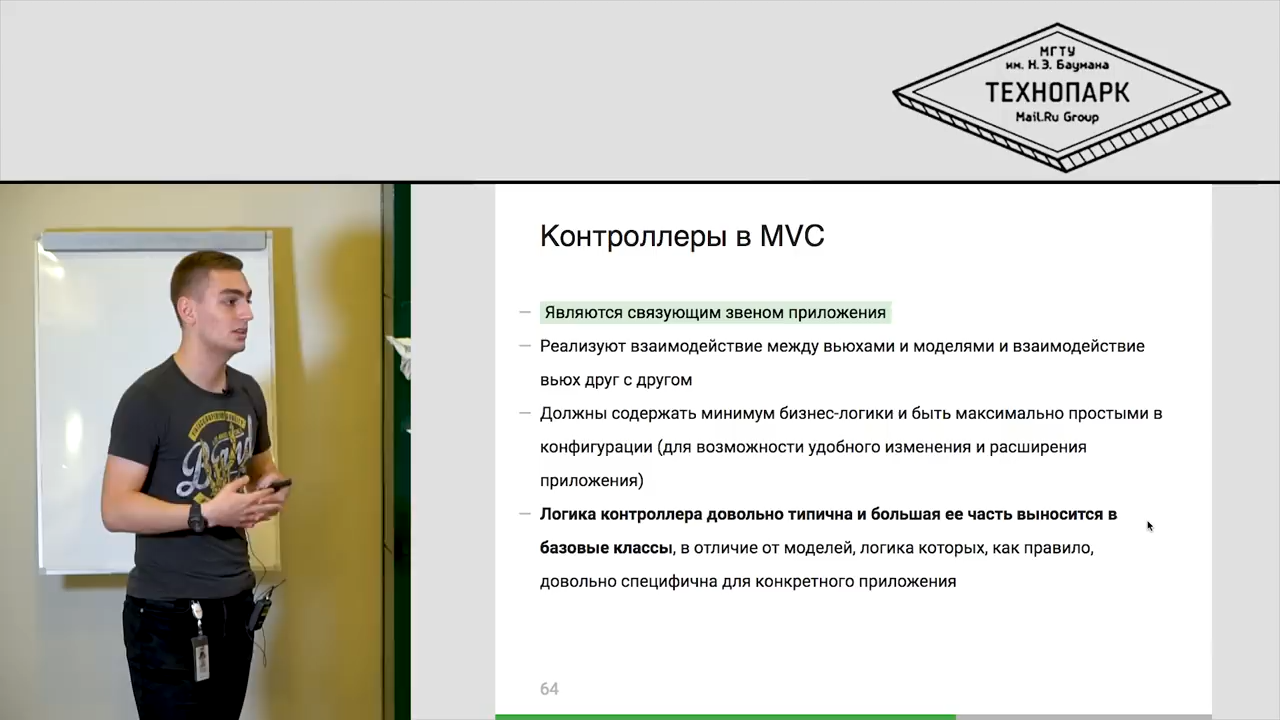 МГТУ
им. Н. Э. Баумана
ТЕХНОПАРК
Mail.Ru Group
Контроллеры в MVC
— Являются связующим звеном приложения
— Реализуют взаимодействие между вьюхами и моделями и взаимодействие
вьюх друг с другом
— Должны содержать минимум бизнес-логики и быть максимально простыми в
конфигурации (для возможности удобного изменения и расширения
приложения)
— Логика контроллера довольно типична и большая ее часть выносится в
базовые классы, в отличие от моделей, логика которых, как правило,
довольно специфична для конкретного приложения
64